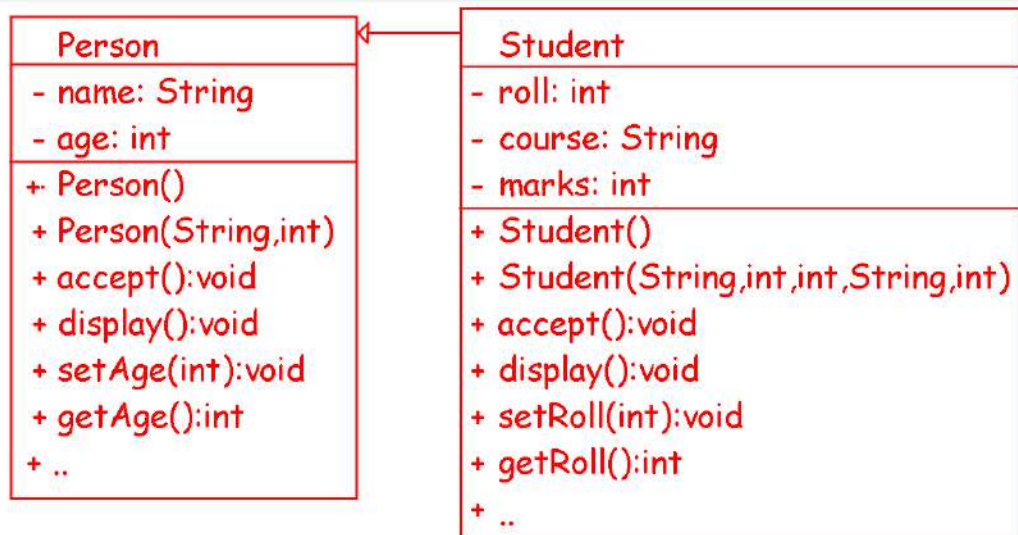 Person
- name: String
- age: int
+ Person()
+ Person(String,int)
+ accept():void
+ display():void
+ setAge(int):void
+ getAge():int
+ ..
Student
- roll: int
- course: String
- marks: int
+ Student()
+ Student(String,int,int,String,int)
+ accept():void
+ display():void
+ setRoll(int):void
+ getRoll():int
+ ..